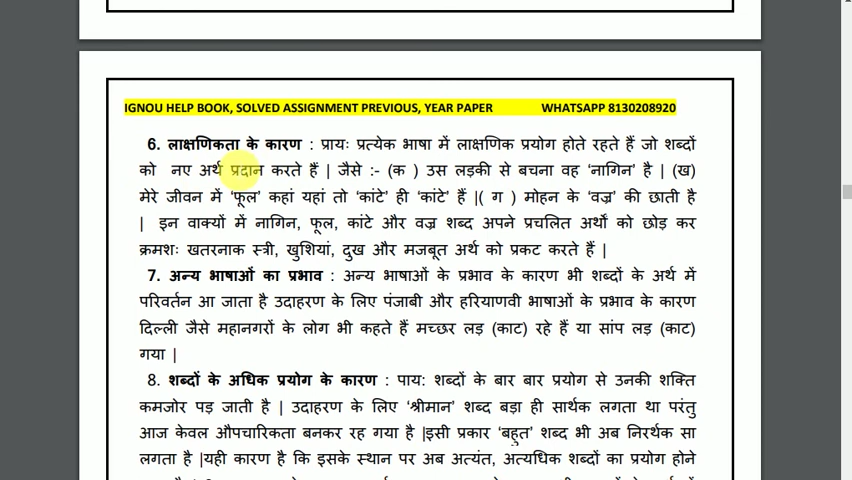 IGNOU HELP BOOK, SOLVED ASSIGNMENT PREVIOUS, YEAR PAPER WHATSAPP 8130208920
6. लाक्षणिकता के कारण : प्रायः प्रत्येक भाषा में लाक्षणिक प्रयोग होते रहते हैं जो शब्दों
को नए अर्थ प्रदान करते हैं | जैसे :- (क ) उस लड़की से बचना वह 'नागिन' है | (ख)
मेरे जीवन में 'फूल' कहां यहां तो 'कांटे' ही 'कांटे' हैं |( ग ) मोहन के 'वज्र' की छाती है
| इन वाक्यों में नागिन, फूल, कांटे और वज्र शब्द अपने प्रचलित अर्थों को छोड़ कर
क्रमशः खतरनाक स्त्री, खुशियां, दुख और मजबूत अर्थ को प्रकट करते हैं |
7. अन्य भाषाओं का प्रभाव : अन्य भाषाओं के प्रभाव के कारण भी शब्दों के अर्थ में
परिवर्तन आ जाता है उदाहरण के लिए पंजाबी और हरियाणवी भाषाओं के प्रभाव के कारण
दिल्ली जैसे महानगरों के लोग भी कहते हैं मच्छर लड़ (काट) रहे हैं या सांप लड़ (काट)
गया |
8. शब्दों के अधिक प्रयोग के कारण : पाय: शब्दों के बार बार प्रयोग से उनकी शक्ति
कमजोर पड़ जाती है | उदाहरण के लिए 'श्रीमान' शब्द बड़ा ही सार्थक लगता था परंतु
आज केवल औपचारिकता बनकर रह गया है |इसी प्रकार 'बहुत' शब्द भी अब निरर्थक सा
लगता है |यही कारण है कि इसके स्थान पर अब अत्यंत, अत्यधिक शब्दों का प्रयोग होने